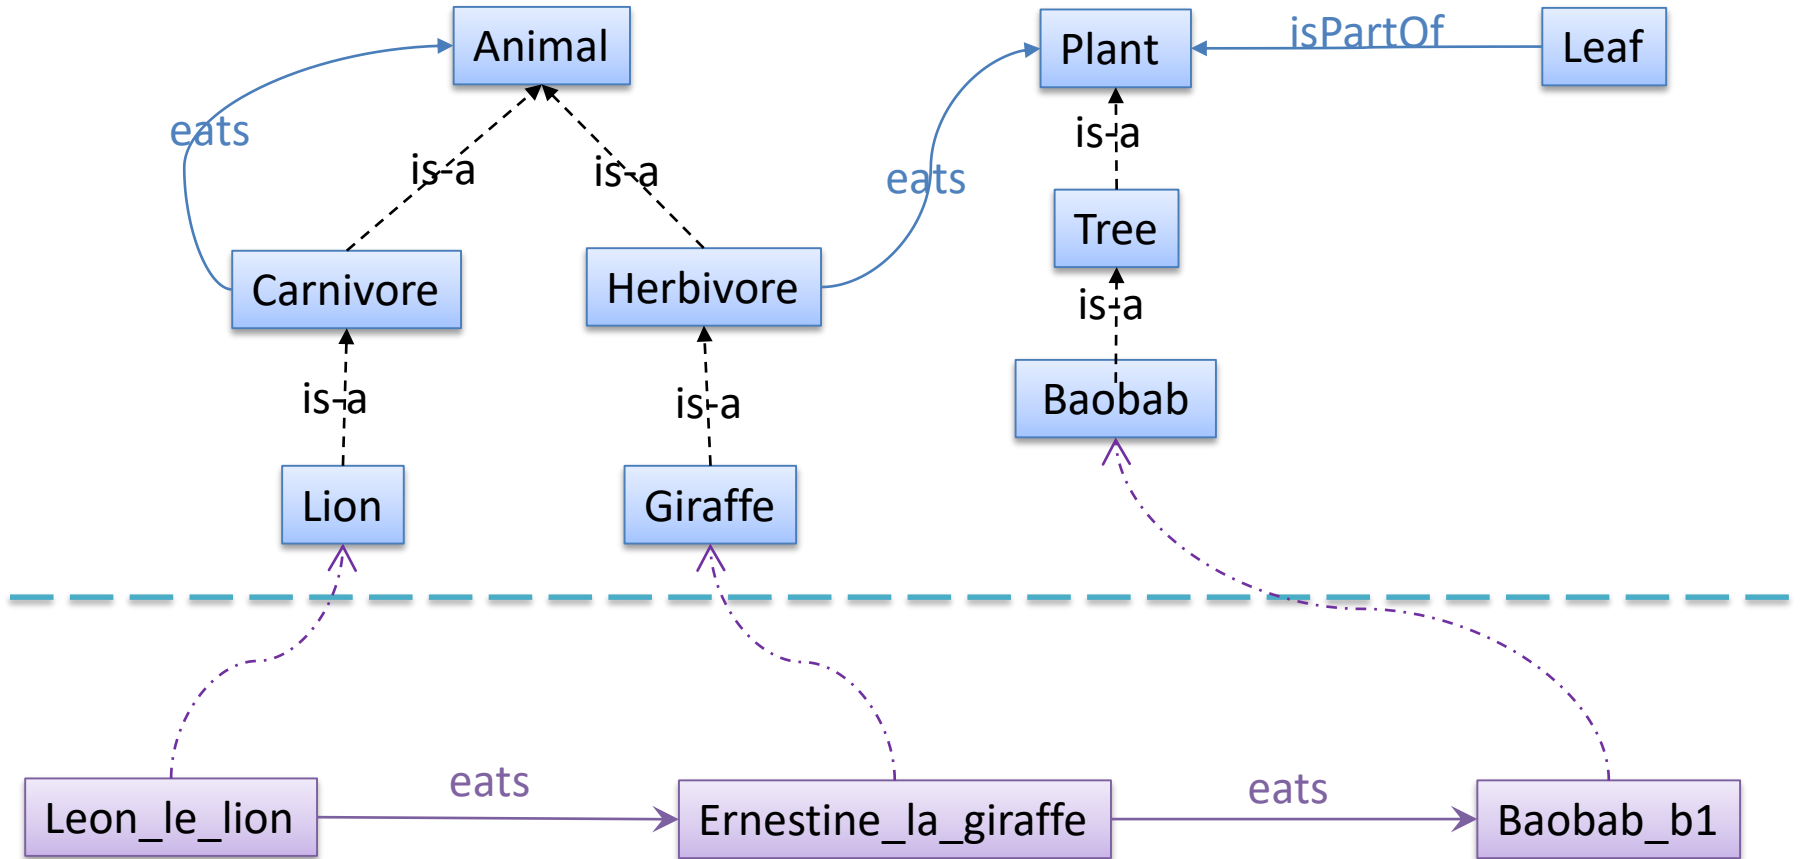 Animal
Plant
isPartOf
Leaf
eats
is-a
is-a
is-a
eats
Tree
Carnivore
Herbivore
is-a
is-a
is-a
Baobab
Lion
Giraffe
eats
eats
Leon_le_lion
Ernestine_la_giraffe
Baobab_b1